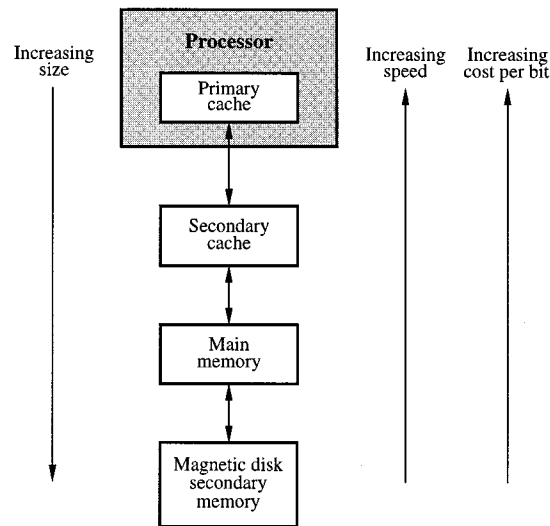 Increasing
size
Processor
Primary
cache
Secondary
cache
Main
memory
Magnetic disk
secondary
memory
Increasing
speed
Increasing
cost per bit